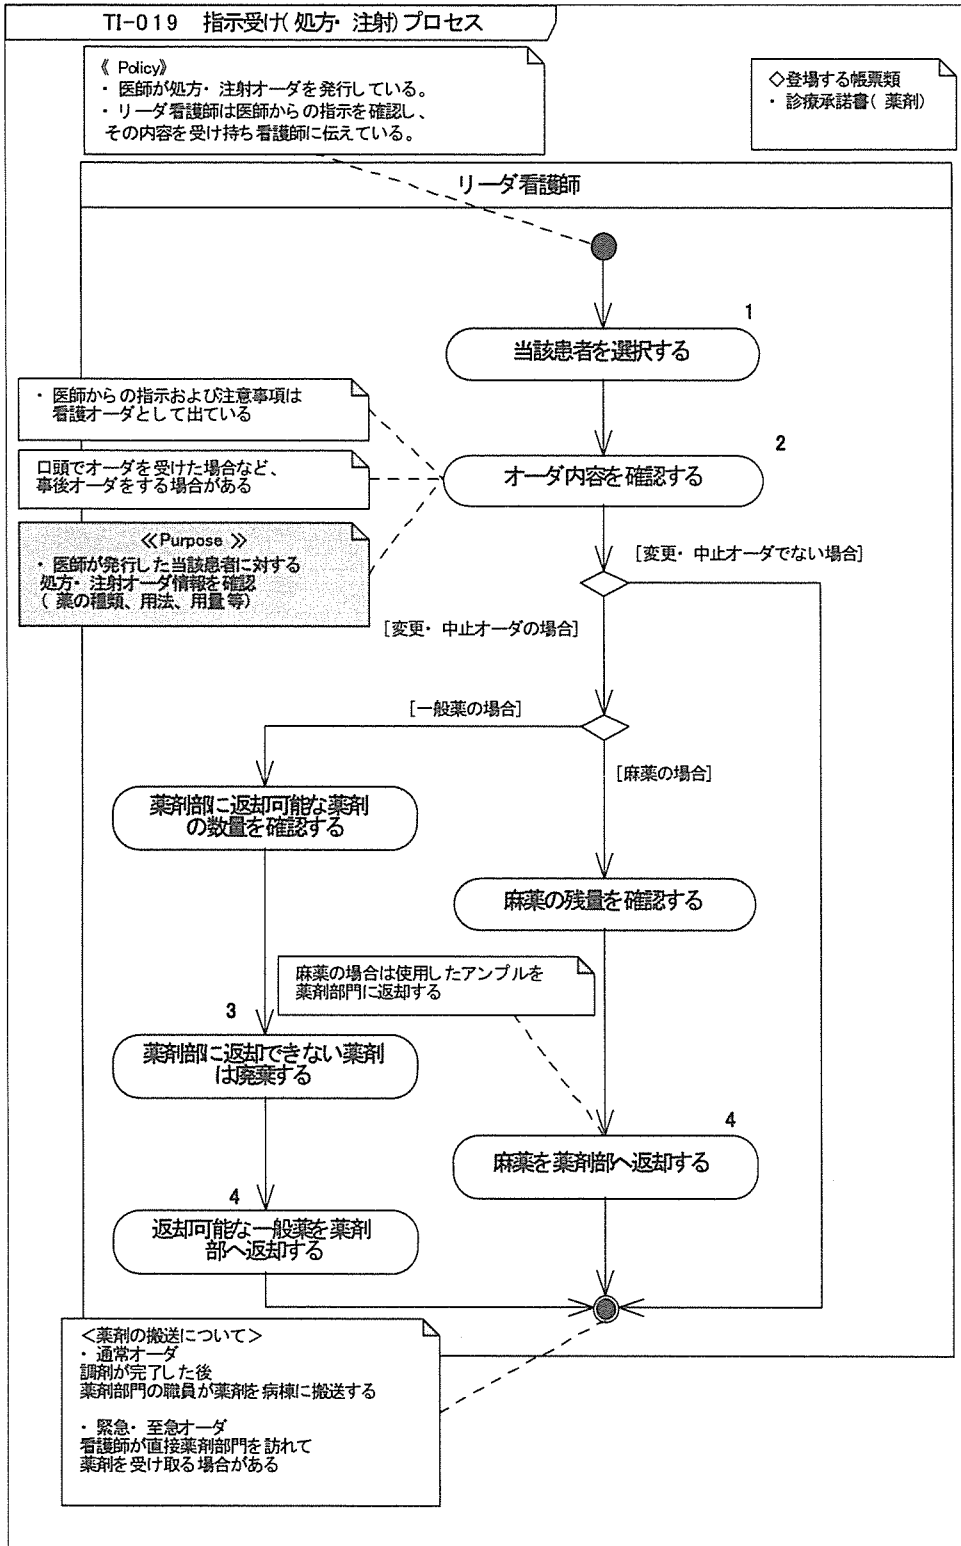 TI-019 指示受け(処方・注射)プロセス
《 Policy》
・ 医師が処方・注射オーダを発行している。
・ リーダ看護師は医師からの指示を確認し、
その内容を受け持ち看護師に伝えている。
◇登場する帳票類
・ 診療承諾書( 薬剤)
リーダ看護師
1
当該患者を選択する
・ 医師からの指示および注意事項は
看護オーダとして出ている
2
オーダ内容を確認する
口頭でオーダを受けた場合など、
事後オーダをする場合がある
≪Purpose ≫
・ 医師が発行した当該患者に対する
処方・注射オーダ情報を確認
( 薬の種類、用法、用量等)
[変更・中止オーダでない場合]
[変更・中止オーダの場合]
[一般薬の場合]
[麻薬の場合]
薬剤部に返却可能な薬剤
の数量を確認する
麻薬の残量を確認する
麻薬の場合は使用したアンプルを
薬剤部門に返却する
3
薬剤部に返却できない薬剤
は廃棄する
4
麻薬を薬剤部へ返却する
4
返却可能な一般薬を薬剤
部へ返却する
＜薬剤の搬送について＞
・ 通常オーダ
調剤が完了した後
薬剤部門の職員が薬剤を病棟に搬送する
・ 緊急・至急オーダ
看護師が直接薬剤部門を訪れて
薬剤を受け取る場合がある